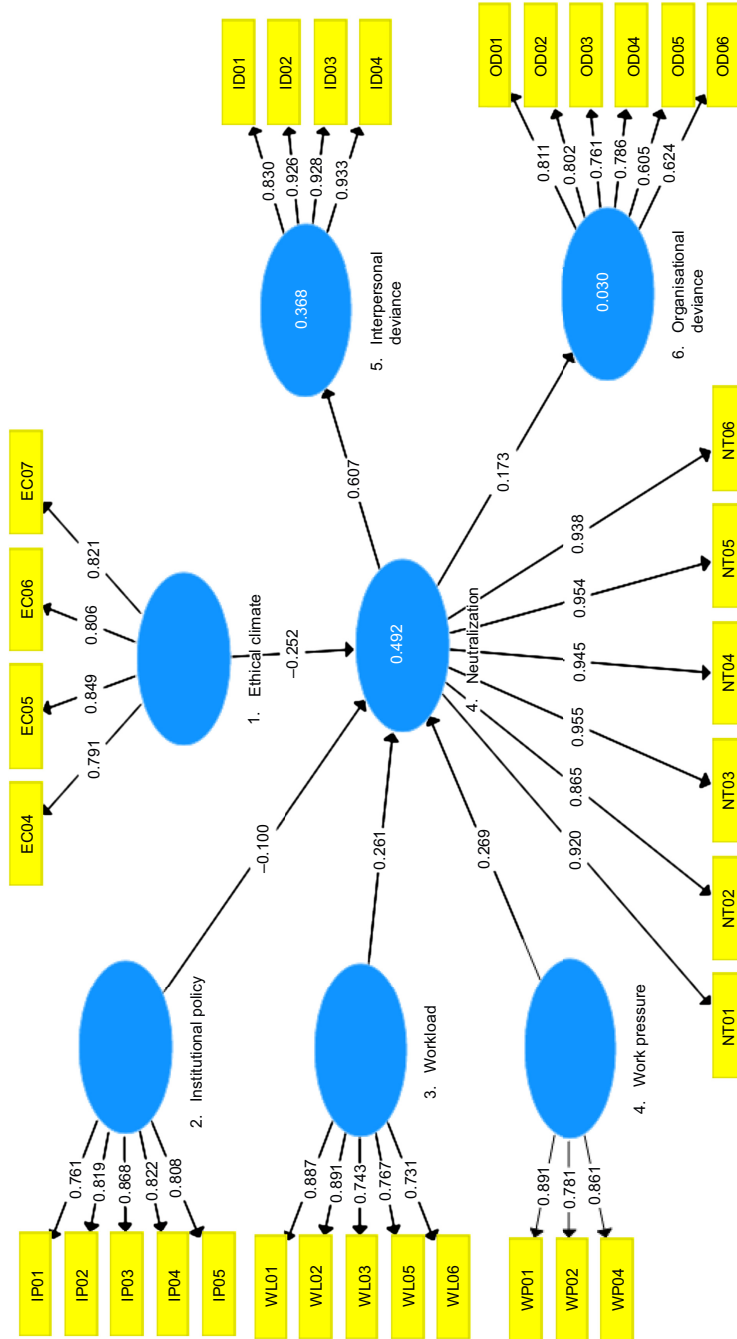 EC04
EC05
EC06
EC07
0.791
0.849
0.806
0.821
1. Ethical climate
–0.252
IP01
IP02
IP03
IP04
IP05
0.761
0.819
0.868
0.822
0.808
2. Institutional policy
–0.100
WL01
WL02
WL03
WL05
WL06
0.887
0.891
0.743
0.767
0.731
3. Workload
0.261
WP01
WP02
WP04
0.891
0.781
0.861
4. Work pressure
0.269
0.492
4. Neutralization
0.920
0.865
0.955
0.945
0.954
0.938
NT01
NT02
NT03
NT04
NT05
NT06
0.607
0.368
5. Interpersonal
deviance
0.830
0.926
0.928
0.933
ID01
ID02
ID03
ID04
0.173
0.030
6. Organisational
deviance
0.811
0.802
0.761
0.786
0.605
0.624
OD01
OD02
OD03
OD04
OD05
OD06